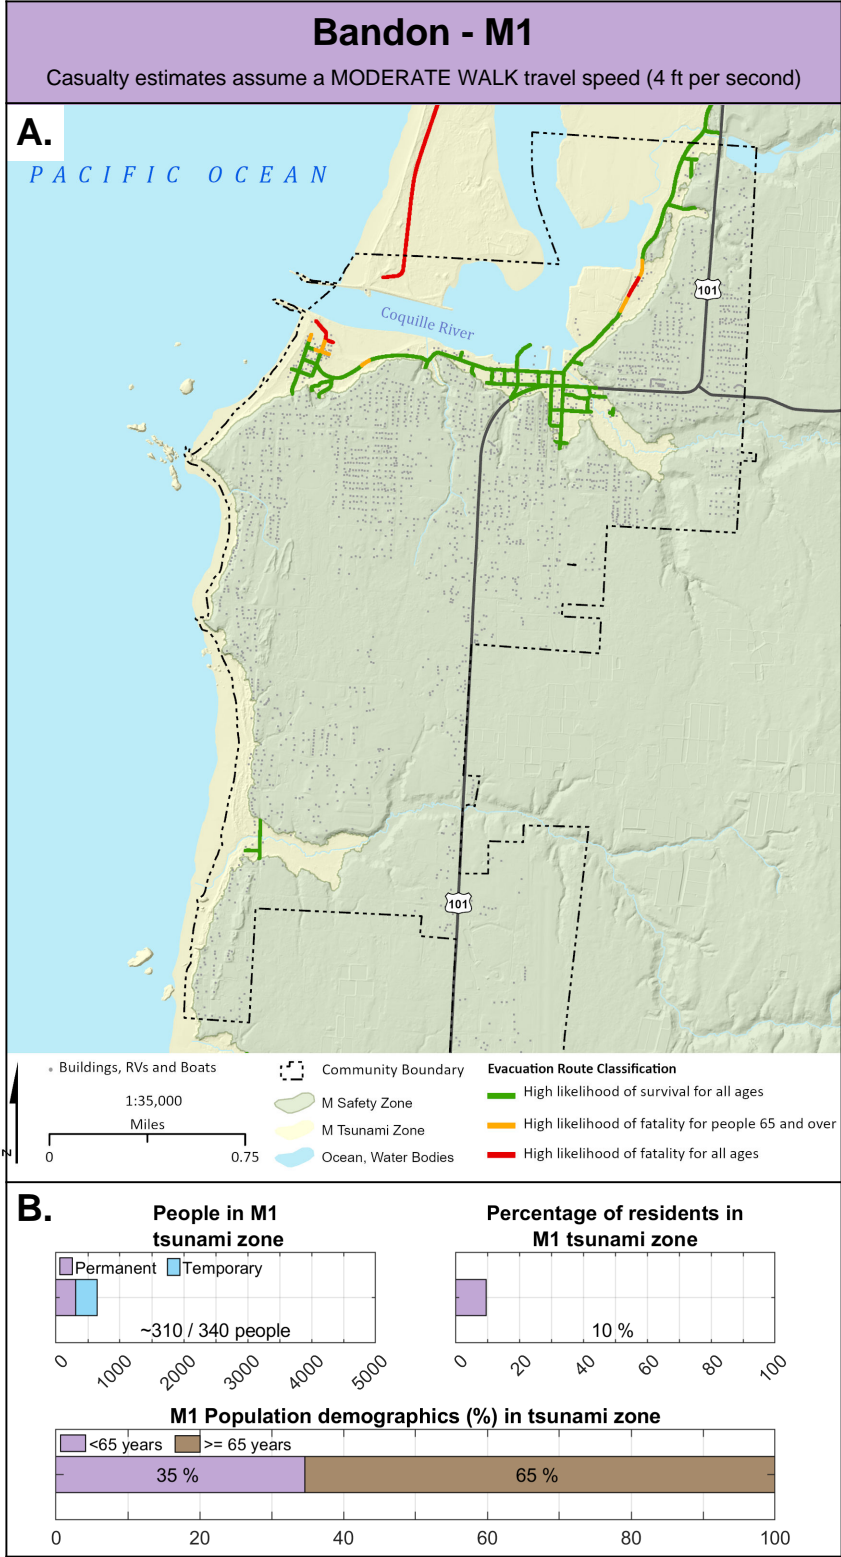 Bandon - M1
Casualty estimates assume a MODERATE WALK travel speed (4 ft per second)
A.
PACIFIC OCEAN
Coquille River
101
101
Buildings, RVs and Boats
1:35,000
Miles
0 0.75
N
Community Boundary
M Safety Zone
M Tsunami Zone
Ocean, Water Bodies
Evacuation Route Classification
High likelihood of survival for all ages
High likelihood of fatality for people 65 and over
High likelihood of fatality for all ages
B.
People in M1
tsunami zone
Permanent Temporary
~310 / 340 people
0 1000 2000 3000 4000 5000
Percentage of residents in
M1 tsunami zone
10 %
0 20 40 60 80 100
M1 Population demographics (%) in tsunami zone
<65 years >= 65 years
35 % 65 %
0 20 40 60 80 100